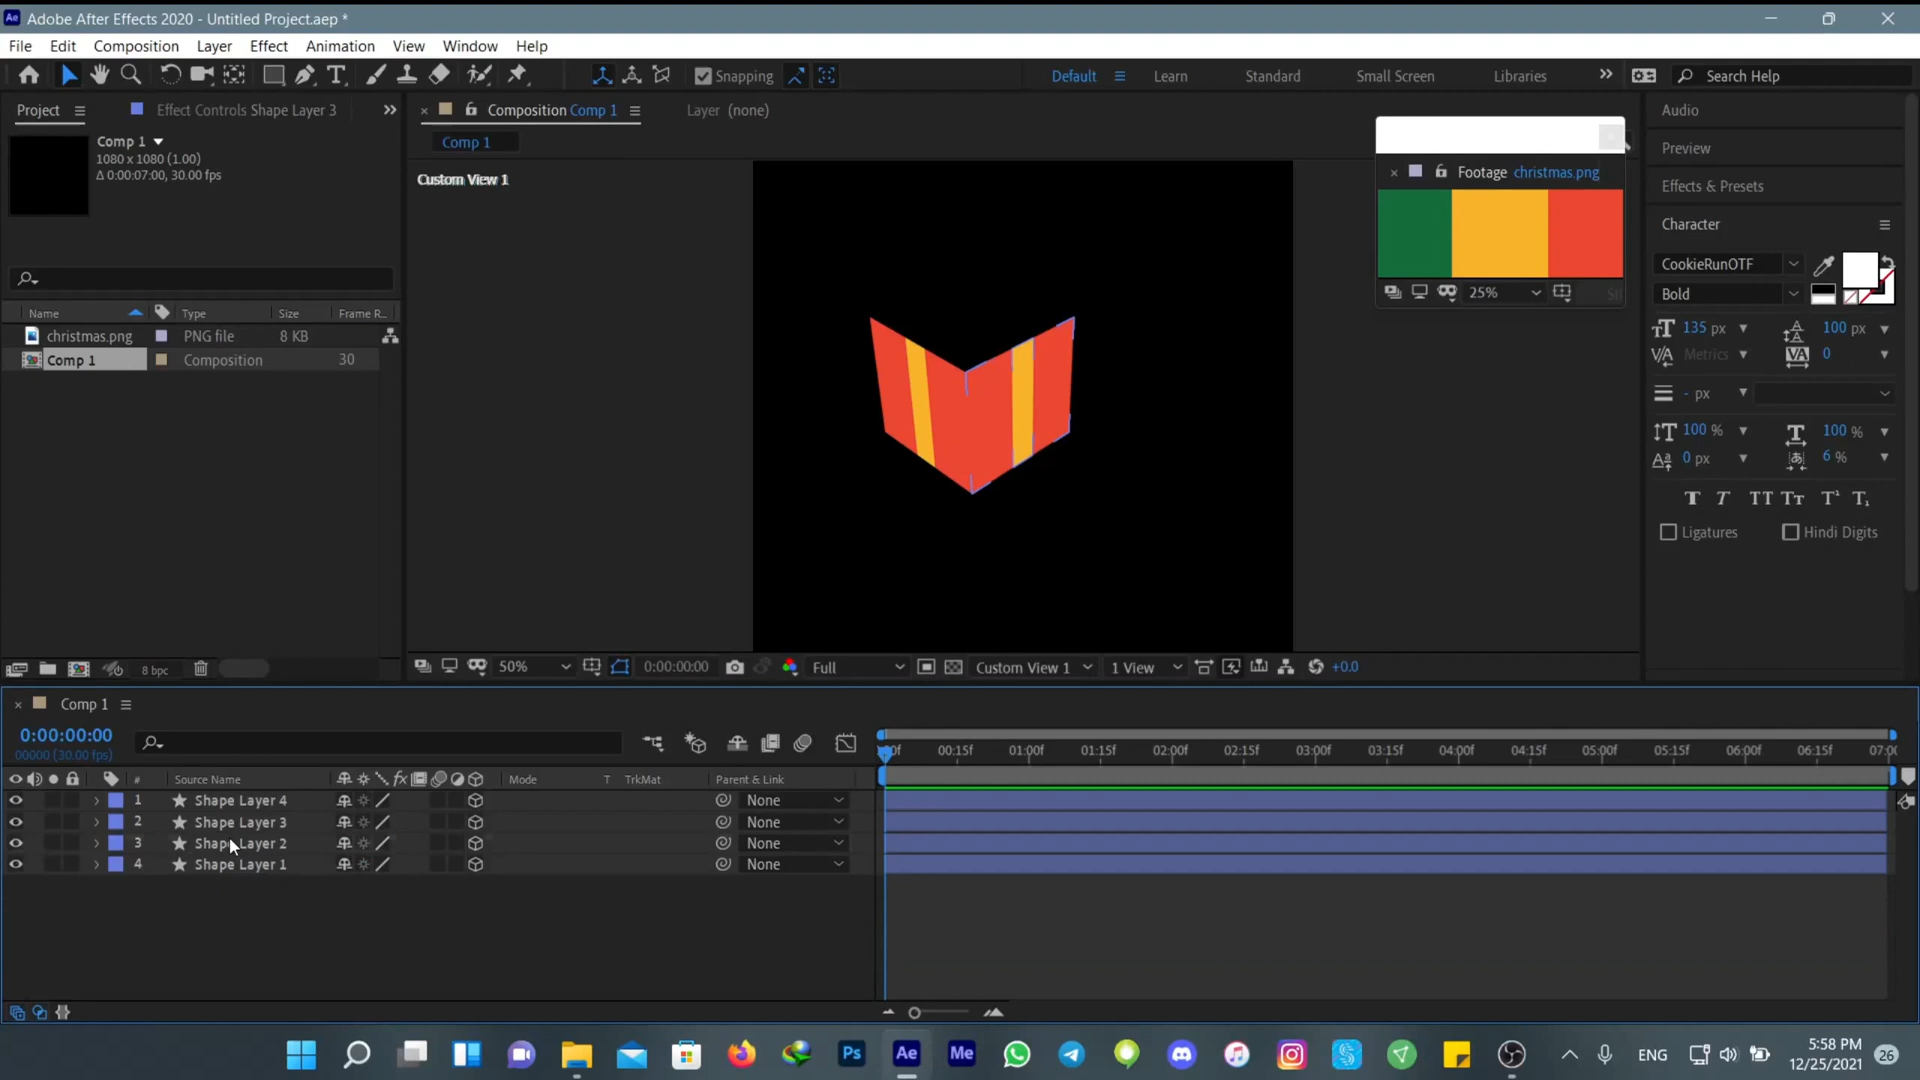 Adobe After Effects 2020 - Untitled Project.aep *
File Edit Composition Layer Effect Animation View Window Help
Snapping Default Learn Standard Small Screen Libraries Search Help
Project Effect Controls Shape Layer 3
Composition Comp 1 Layer (none)
Comp 1
1080 x 1080 (1.00)
Δ 0:00:07:00, 30.00 fps
Comp 1
Custom View 1
Footage christmas.png
25%
Name Type Size Frame R...
christmas.png PNG file 8 KB
Comp 1 Composition 30
8 bpc
50% 0:00:00:00 Full Custom View 1 1 View +0.0
Audio
Preview
Effects & Presets
Character
CookieRunOTF
Bold
135 px 100 px
Metrics 0
- px
100 % 100 %
0 px 6 %
T T TT Tт T¹ T₁
Ligatures Hindi Digits
Comp 1
0:00:00:00
00000 (30.00 fps)
00:15f 01:00f 01:15f 02:00f 02:15f 03:00f 03:15f 04:00f 04:15f 05:00f 05:15f 06:00f 06:15f 07:00
# Source Name Mode T TrkMat Parent & Link
1 Shape Layer 4 None
2 Shape Layer 3 None
3 Shape Layer 2 None
4 Shape Layer 1 None
Ps Ae Me ENG 5:58 PM
12/25/2021 26